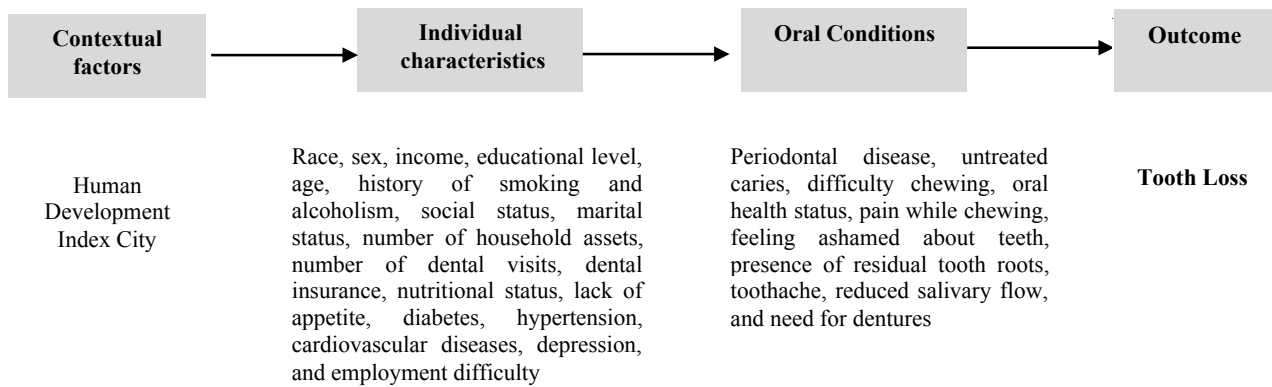 Contextual
factors
Individual
characteristics
Oral Conditions
Outcome
Human
Development
Index City
Race, sex, income, educational level,
age, history of smoking and
alcoholism, social status, marital
status, number of household assets,
number of dental visits, dental
insurance, nutritional status, lack of
appetite, diabetes, hypertension,
cardiovascular diseases, depression,
and employment difficulty
Periodontal disease, untreated
caries, difficulty chewing, oral
health status, pain while chewing,
feeling ashamed about teeth,
presence of residual tooth roots,
toothache, reduced salivary flow,
and need for dentures
Tooth Loss